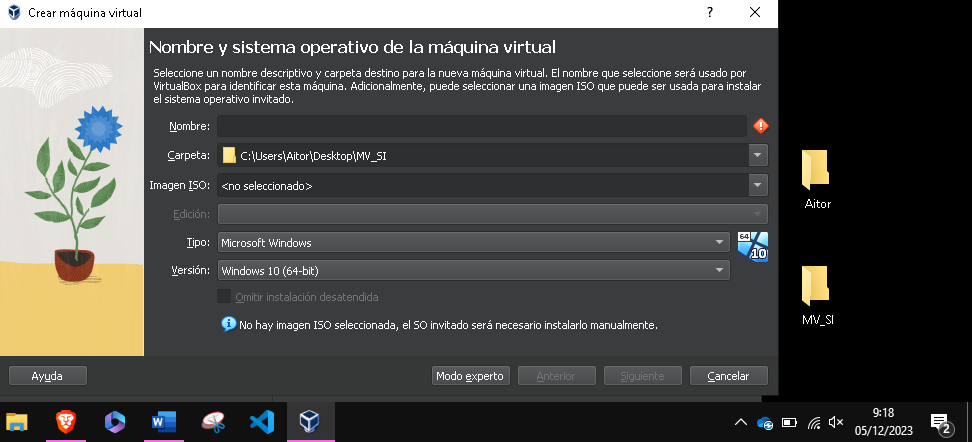 Crear máquina virtual
?
Nombre y sistema operativo de la máquina virtual
Seleccione un nombre descriptivo y carpeta destino para la nueva máquina virtual. El nombre que seleccione será usado por
VirtualBox para identificar esta máquina. Adicionalmente, puede seleccionar una imagen ISO que puede ser usada para instalar
el sistema operativo invitado.
Nombre:
Carpeta: C:\Users\Aitor\Desktop\MV_SI
Imagen ISO: <no seleccionado>
Edición:
Tipo: Microsoft Windows
64
10
Versión: Windows 10 (64-bit)
Omitir instalación desatendida
No hay imagen ISO seleccionada, el SO invitado será necesario instalarlo manualmente.
Ayuda
Modo experto
Anterior
Siguiente
Cancelar
Aitor
MV_SI
9:18
05/12/2023
2